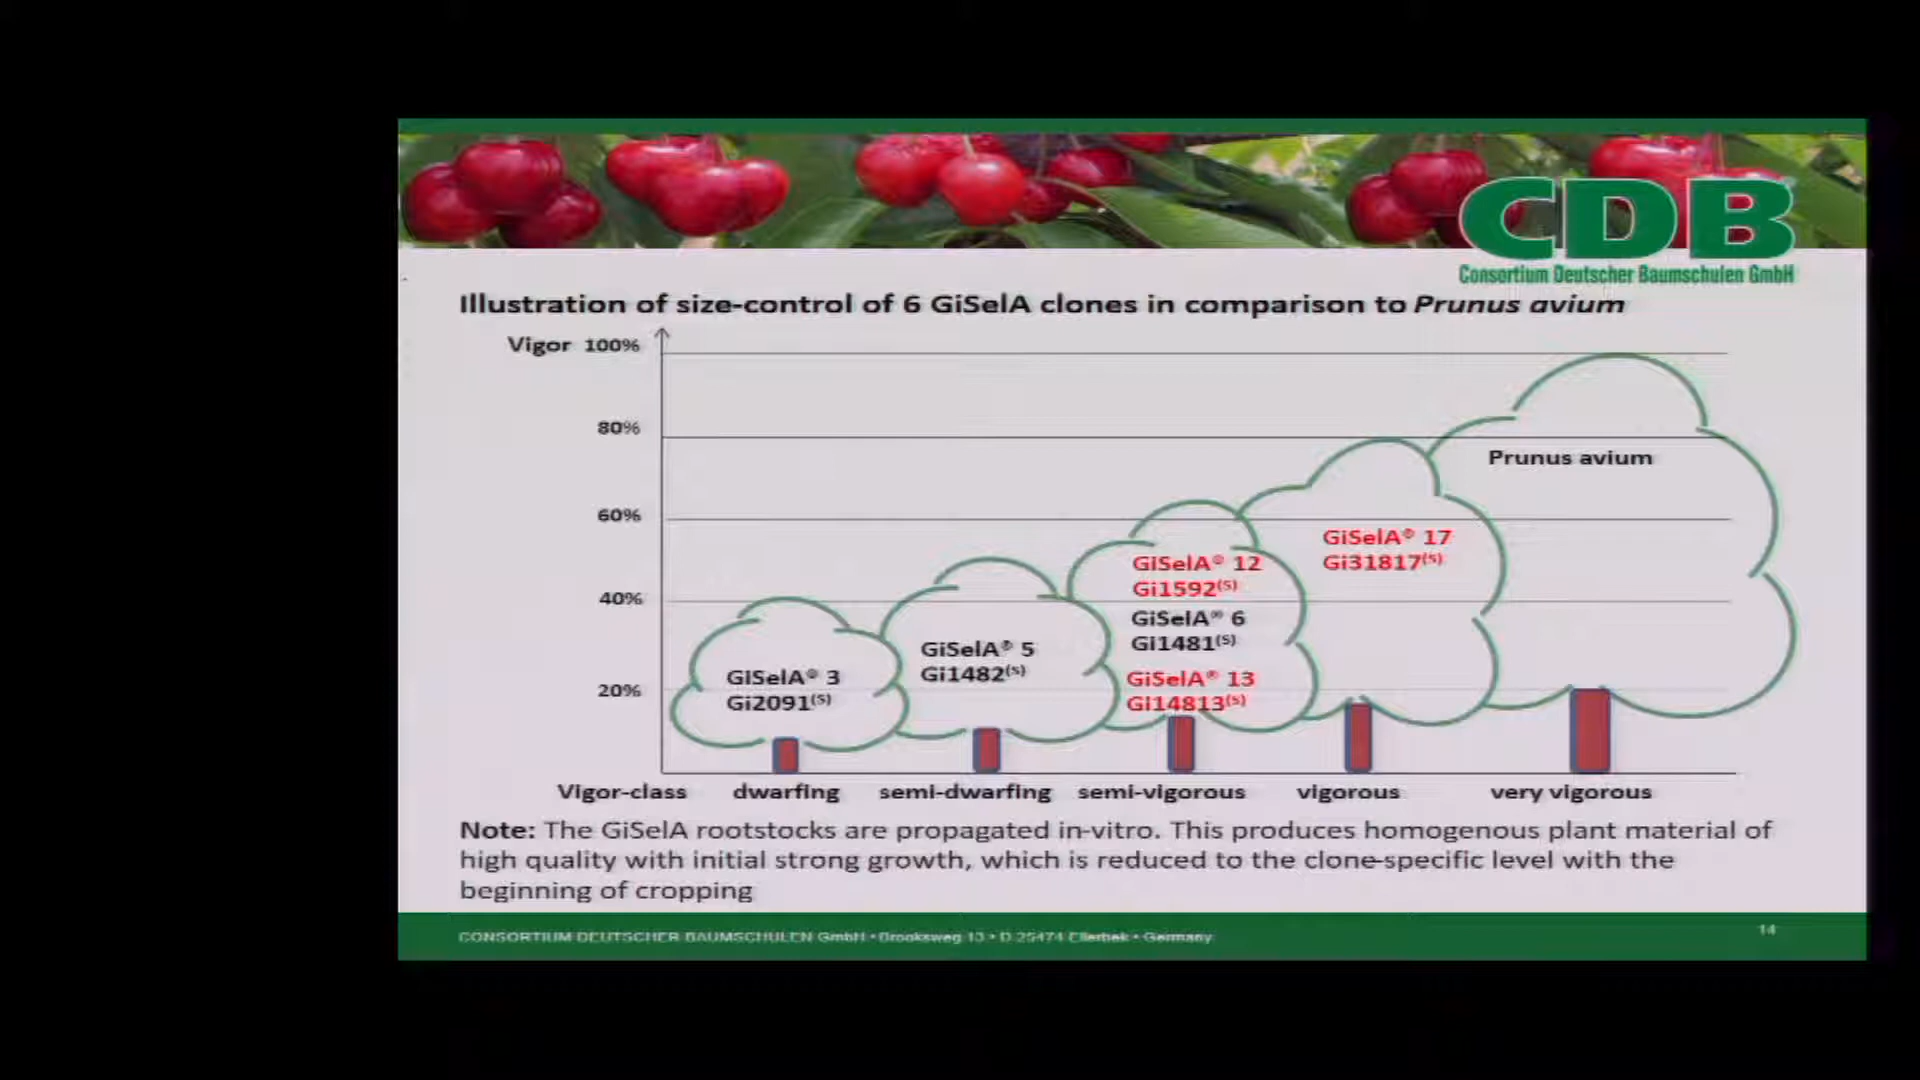 CDB
Consortium Deutscher Baumschulen GmbH
Illustration of size-control of 6 GiSelA clones in comparison to Prunus avium
Vigor 100%
80%
60%
40%
20%
Prunus avium
GiSelA® 17
Gi31817(s)
GiSelA® 12
Gi1592(s)
GiSelA® 6
Gi1481(s)
GiSelA® 13
Gi14813(s)
GiSelA® 5
Gi1482(s)
GiSelA® 3
Gi2091(s)
Vigor-class dwarfing semi-dwarfing semi-vigorous vigorous very vigorous
Note: The GiSelA rootstocks are propagated in-vitro. This produces homogenous plant material of
high quality with initial strong growth, which is reduced to the clone-specific level with the
beginning of cropping
CONSORTIUM DEUTSCHER BAUMSCHULEN GmbH • Brooksweg 13 • D 25474 Ellerbek • Germany
14